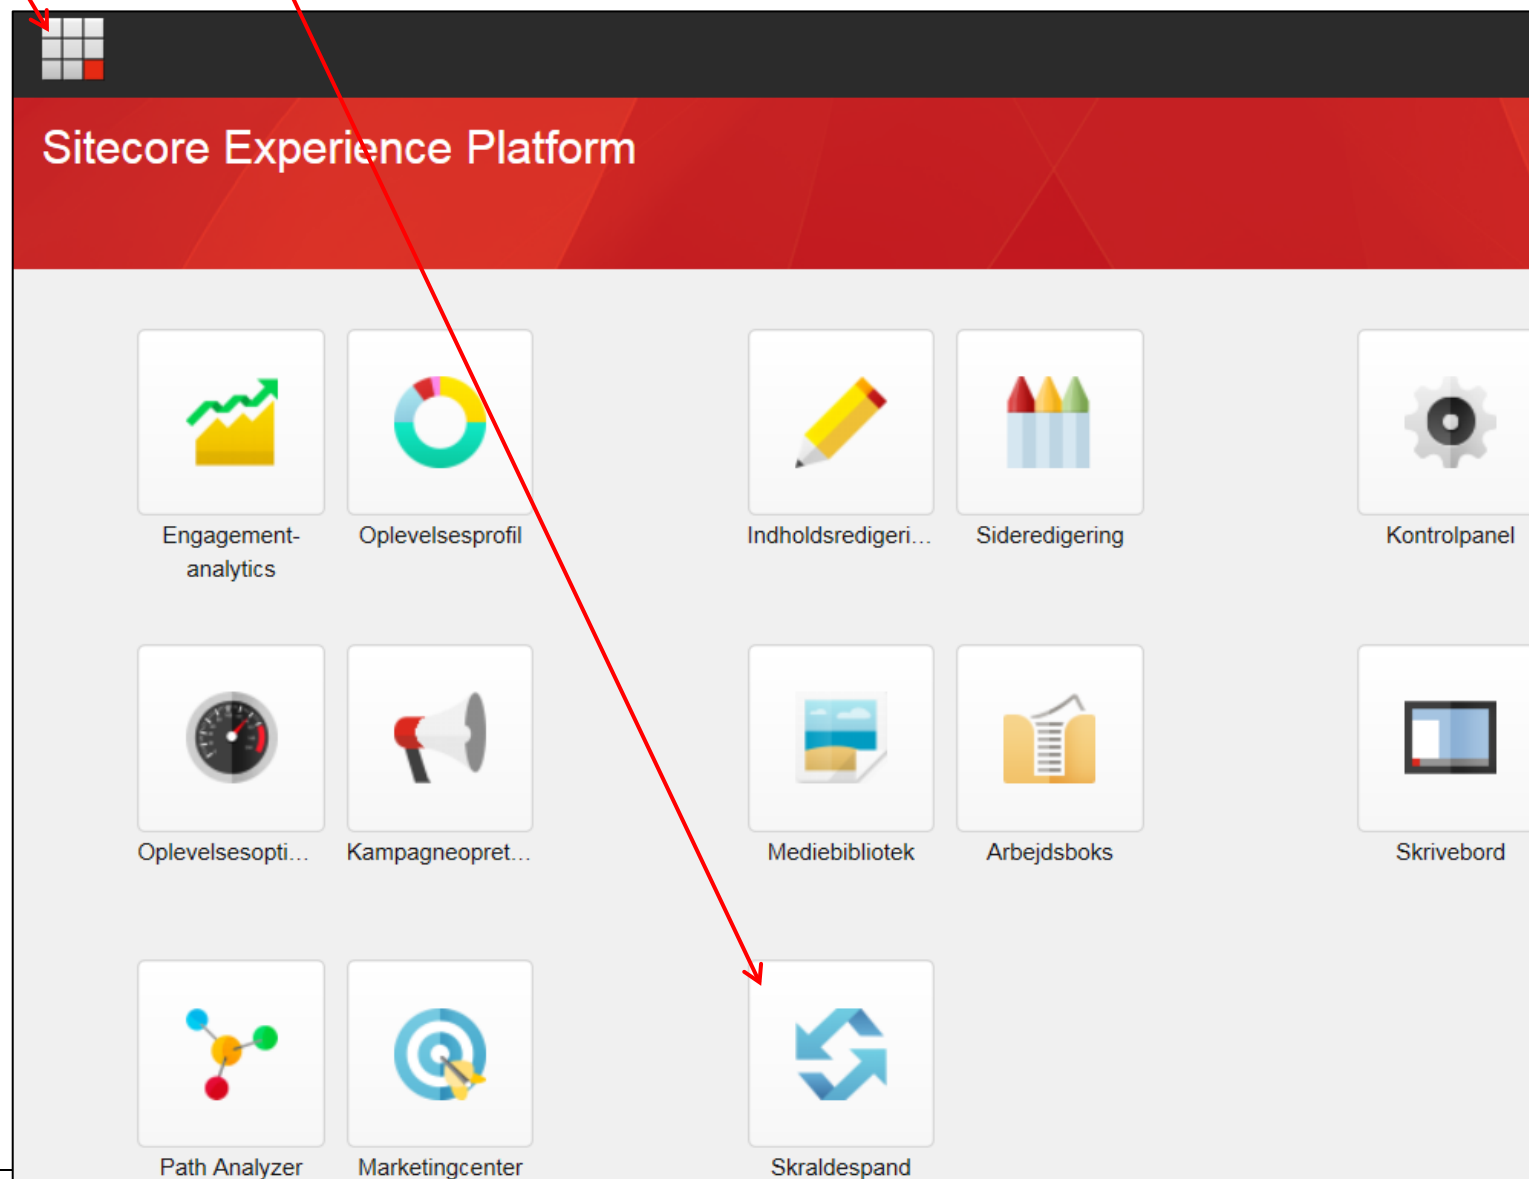 Sitecore Experience Platform
Engagement-
analytics
Oplevelsesprofil
Indholdsredigeri...
Sideredigering
Kontrolpanel
Oplevelsesopti...
Kampagneopret...
Mediebibliotek
Arbejdsboks
Skrivebord
Path Analyzer
Marketingcenter
Skraldespand